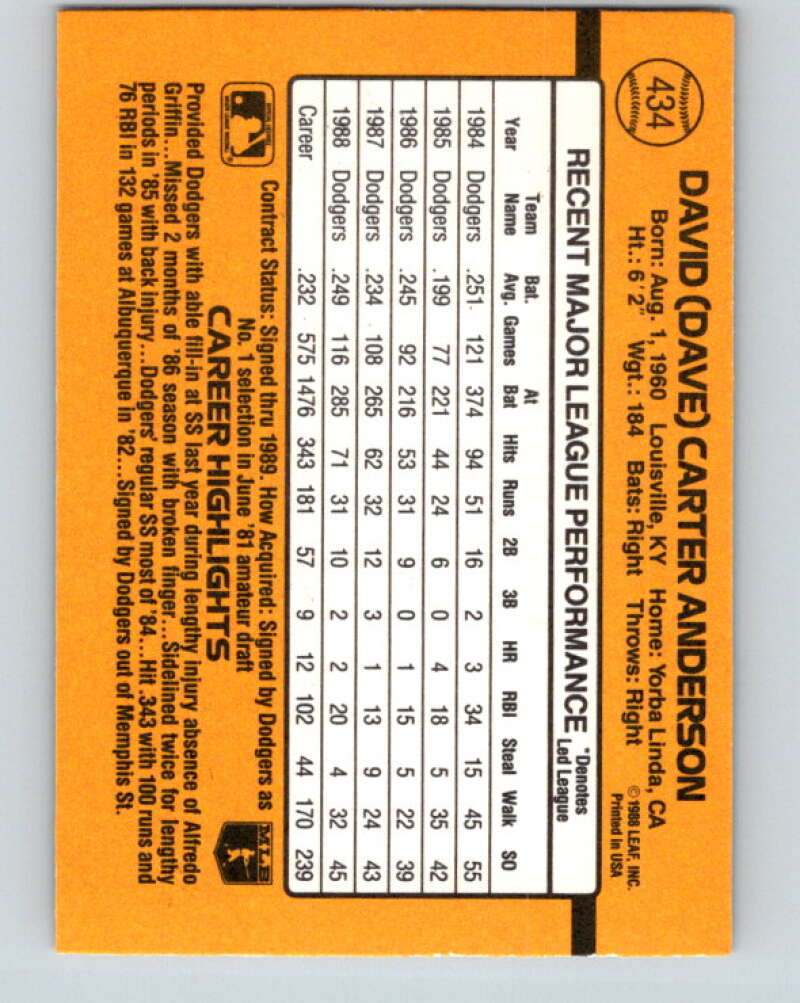 434
DAVID (DAVE) CARTER ANDERSON
Born: Aug. 1, 1960 Louisville, KY Home: Yorba Linda, CA
Ht.: 6'2" Wgt.: 184 Bats: Right Throws: Right
© 1988 LEAF, INC.
Printed in USA
RECENT MAJOR LEAGUE PERFORMANCE *Denotes Led League
Year Team Name Bat. Avg. Games At Bat Hits Runs 2B 3B HR RBI Steal Walk SO
1984 Dodgers .251 121 374 94 51 16 2 3 34 15 45 55
1985 Dodgers .199 77 221 44 24 6 0 4 18 5 35 42
1986 Dodgers .245 92 216 53 31 9 0 1 15 5 22 39
1987 Dodgers .234 108 265 62 32 12 3 1 13 9 24 43
1988 Dodgers .249 116 285 71 31 10 2 2 20 4 32 45
Career .232 575 1476 343 181 57 9 12 102 44 170 239
Contract Status: Signed thru 1989. How Acquired: Signed by Dodgers as
No. 1 selection in June '81 amateur draft
MLB
CAREER HIGHLIGHTS
Provided Dodgers with able fill-in at SS last year during lengthy injury absence of Alfredo
Griffin...Missed 2 months of '86 season with broken finger...Sidelined twice for lengthy
periods in '85 with back injury...Dodgers' regular SS most of '84...Hit .343 with 100 runs and
76 RBI in 132 games at Albuquerque in '82...Signed by Dodgers out of Memphis St.